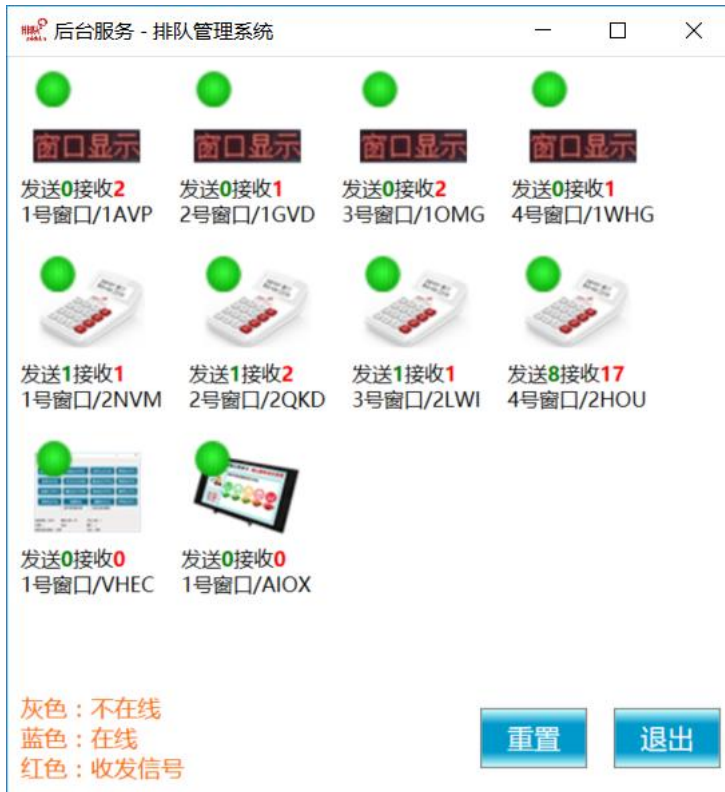 排队
后台服务 - 排队管理系统
窗口显示
窗口显示
窗口显示
窗口显示
发送0接收2
1号窗口/1AVP
发送0接收1
2号窗口/1GVD
发送0接收2
3号窗口/1OMG
发送0接收1
4号窗口/1WHG
发送1接收1
1号窗口/2NVM
发送1接收2
2号窗口/2QKD
发送1接收1
3号窗口/2LWI
发送8接收17
4号窗口/2HOU
发送0接收0
1号窗口/VHEC
发送0接收0
1号窗口/AIOX
灰色：不在线
蓝色：在线
红色：收发信号
重置
退出